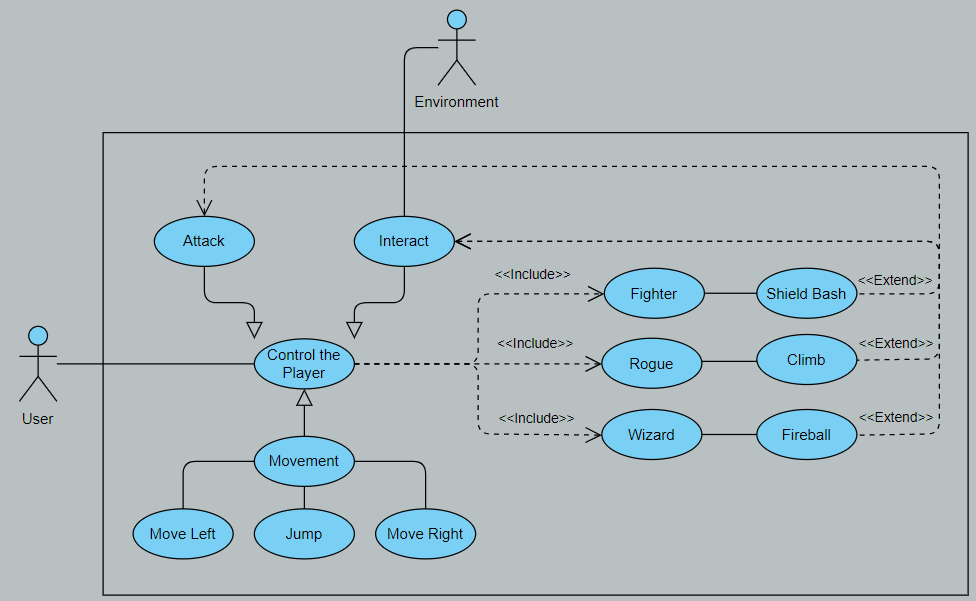 Environment
Attack
Interact
<<Include>>
Fighter
Shield Bash
<<Extend>>
User
Control the
Player
<<Include>>
Rogue
Climb
<<Extend>>
<<Include>>
Wizard
Fireball
<<Extend>>
Movement
Move Left
Jump
Move Right